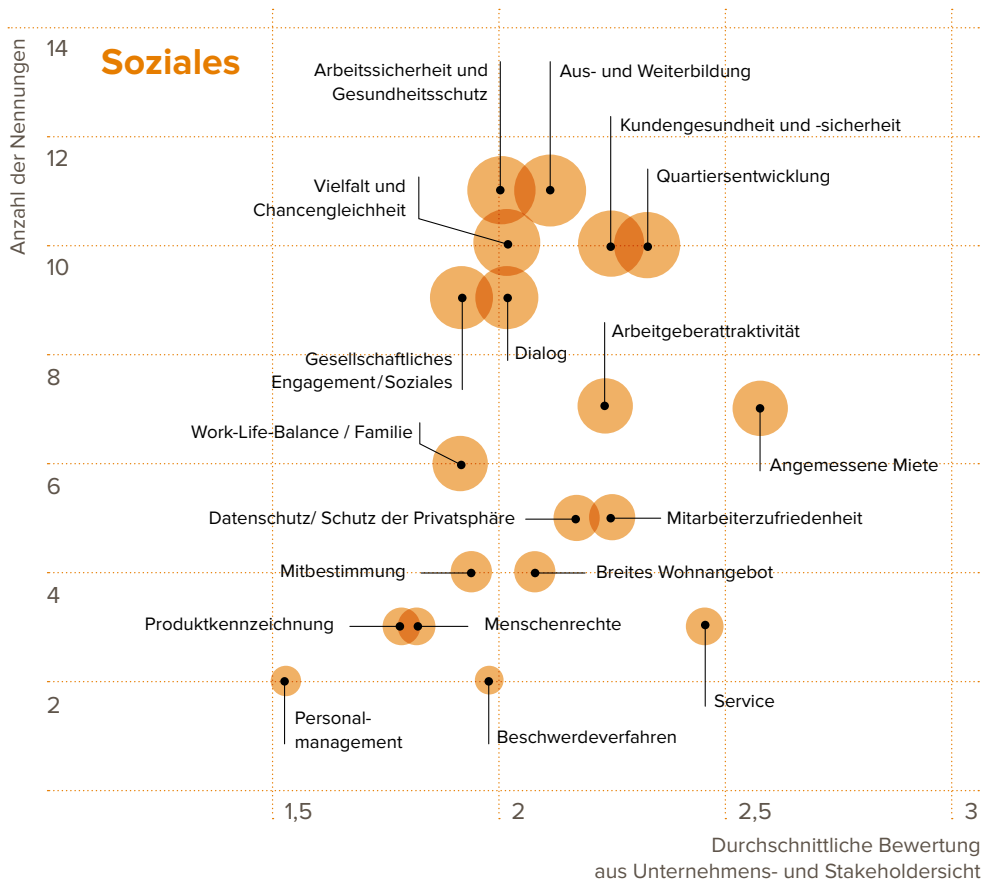 Soziales
Anzahl der Nennungen
14
12
10
8
6
4
2
Arbeitssicherheit und
Gesundheitsschutz
Aus- und Weiterbildung
Kundengesundheit und -sicherheit
Vielfalt und
Chancengleichheit
Quartiersentwicklung
Arbeitgeberattraktivität
Gesellschaftliches
Engagement/Soziales
Dialog
Work-Life-Balance / Familie
Angemessene Miete
Datenschutz/ Schutz der Privatsphäre
Mitarbeiterzufriedenheit
Mitbestimmung
Breites Wohnangebot
Produktkennzeichnung
Menschenrechte
Service
Personal-
management
Beschwerdeverfahren
1,5
2
2,5
3
Durchschnittliche Bewertung
aus Unternehmens- und Stakeholdersicht